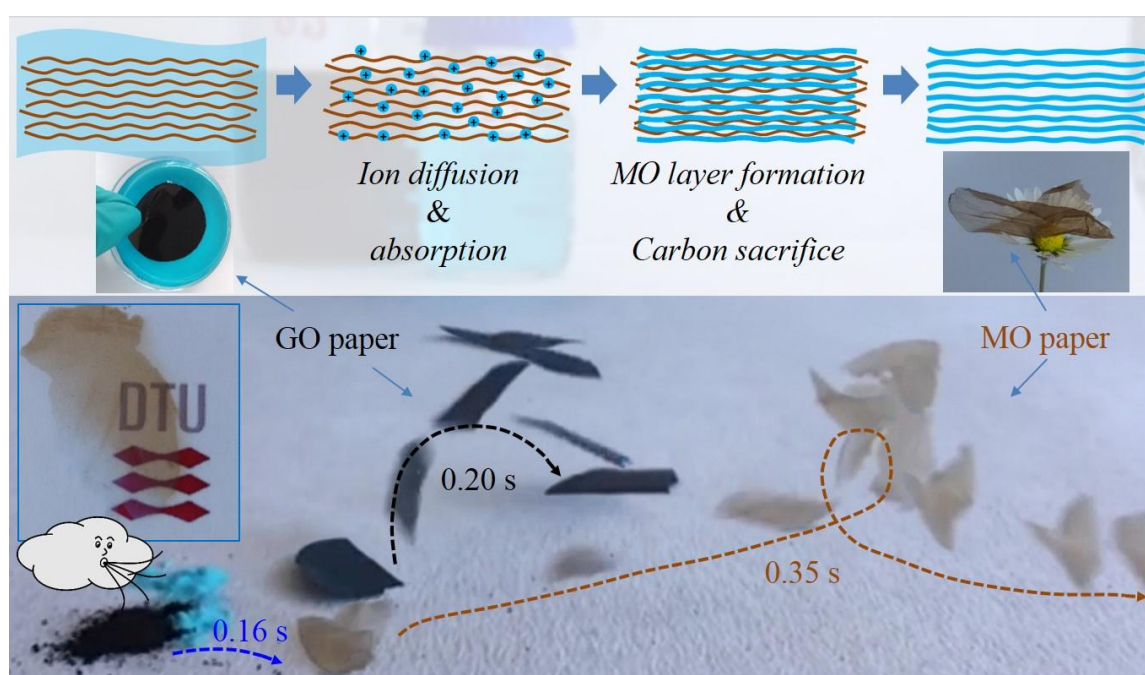 Ion diffusion
&
absorption
MO layer formation
&
Carbon sacrifice
GO paper
MO paper
DTU
0.20 s
0.35 s
0.16 s